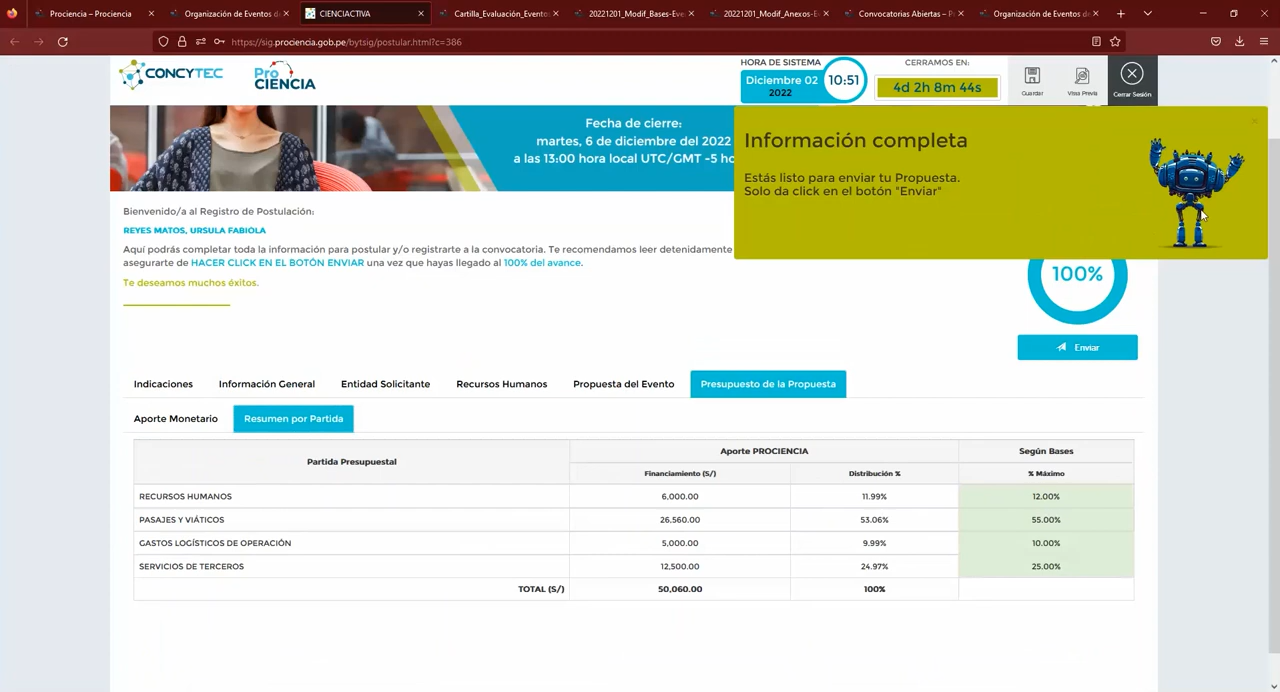 Prociencia – Prociencia
Organización de Eventos d
CIENCIACTIVA
Cartilla_Evaluación_Evento
20221201_Modif_Bases-Eve
20221201_Modif_Anexos-E
Convocatorias Abiertas – P
Organización de Eventos de
https://sig.prociencia.gob.pe/bytsig/postular.html?c=386
CONCYTEC
Pro CIENCIA
HORA DE SISTEMA
Diciembre 02
2022
10:51
CERRAMOS EN:
4d 2h 8m 44s
Guardar
Vista Previa
Cerrar Sesión
Fecha de cierre:
martes, 6 de diciembre del 2022
a las 13:00 hora local UTC/GMT -5 ho
Información completa
Estás listo para enviar tu Propuesta.
Solo da click en el botón "Enviar"
Bienvenido/a al Registro de Postulación:
REYES MATOS, URSULA FABIOLA
Aquí podrás completar toda la información para postular y/o registrarte a la convocatoria. Te recomendamos leer detenidamente
asegurarte de HACER CLICK EN EL BOTÓN ENVIAR una vez que hayas llegado al 100% del avance.
Te deseamos muchos éxitos.
100%
Enviar
Indicaciones Información General Entidad Solicitante Recursos Humanos Propuesta del Evento Presupuesto de la Propuesta
Aporte Monetario Resumen por Partida
Partida Presupuestal Aporte PROCIENCIA Según Bases
Financiamiento (S/) Distribución % % Máximo
RECURSOS HUMANOS 6,000.00 11.99% 12.00%
PASAJES Y VIÁTICOS 26,560.00 53.06% 55.00%
GASTOS LOGÍSTICOS DE OPERACIÓN 5,000.00 9.99% 10.00%
SERVICIOS DE TERCEROS 12,500.00 24.97% 25.00%
TOTAL (S/) 50,060.00 100%